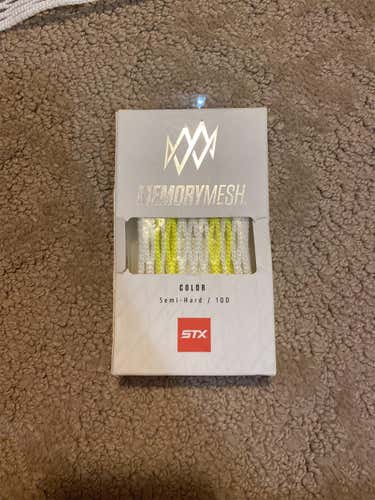 MEMORYMESH.
COLOR
Semi-Hard / 10D
STX